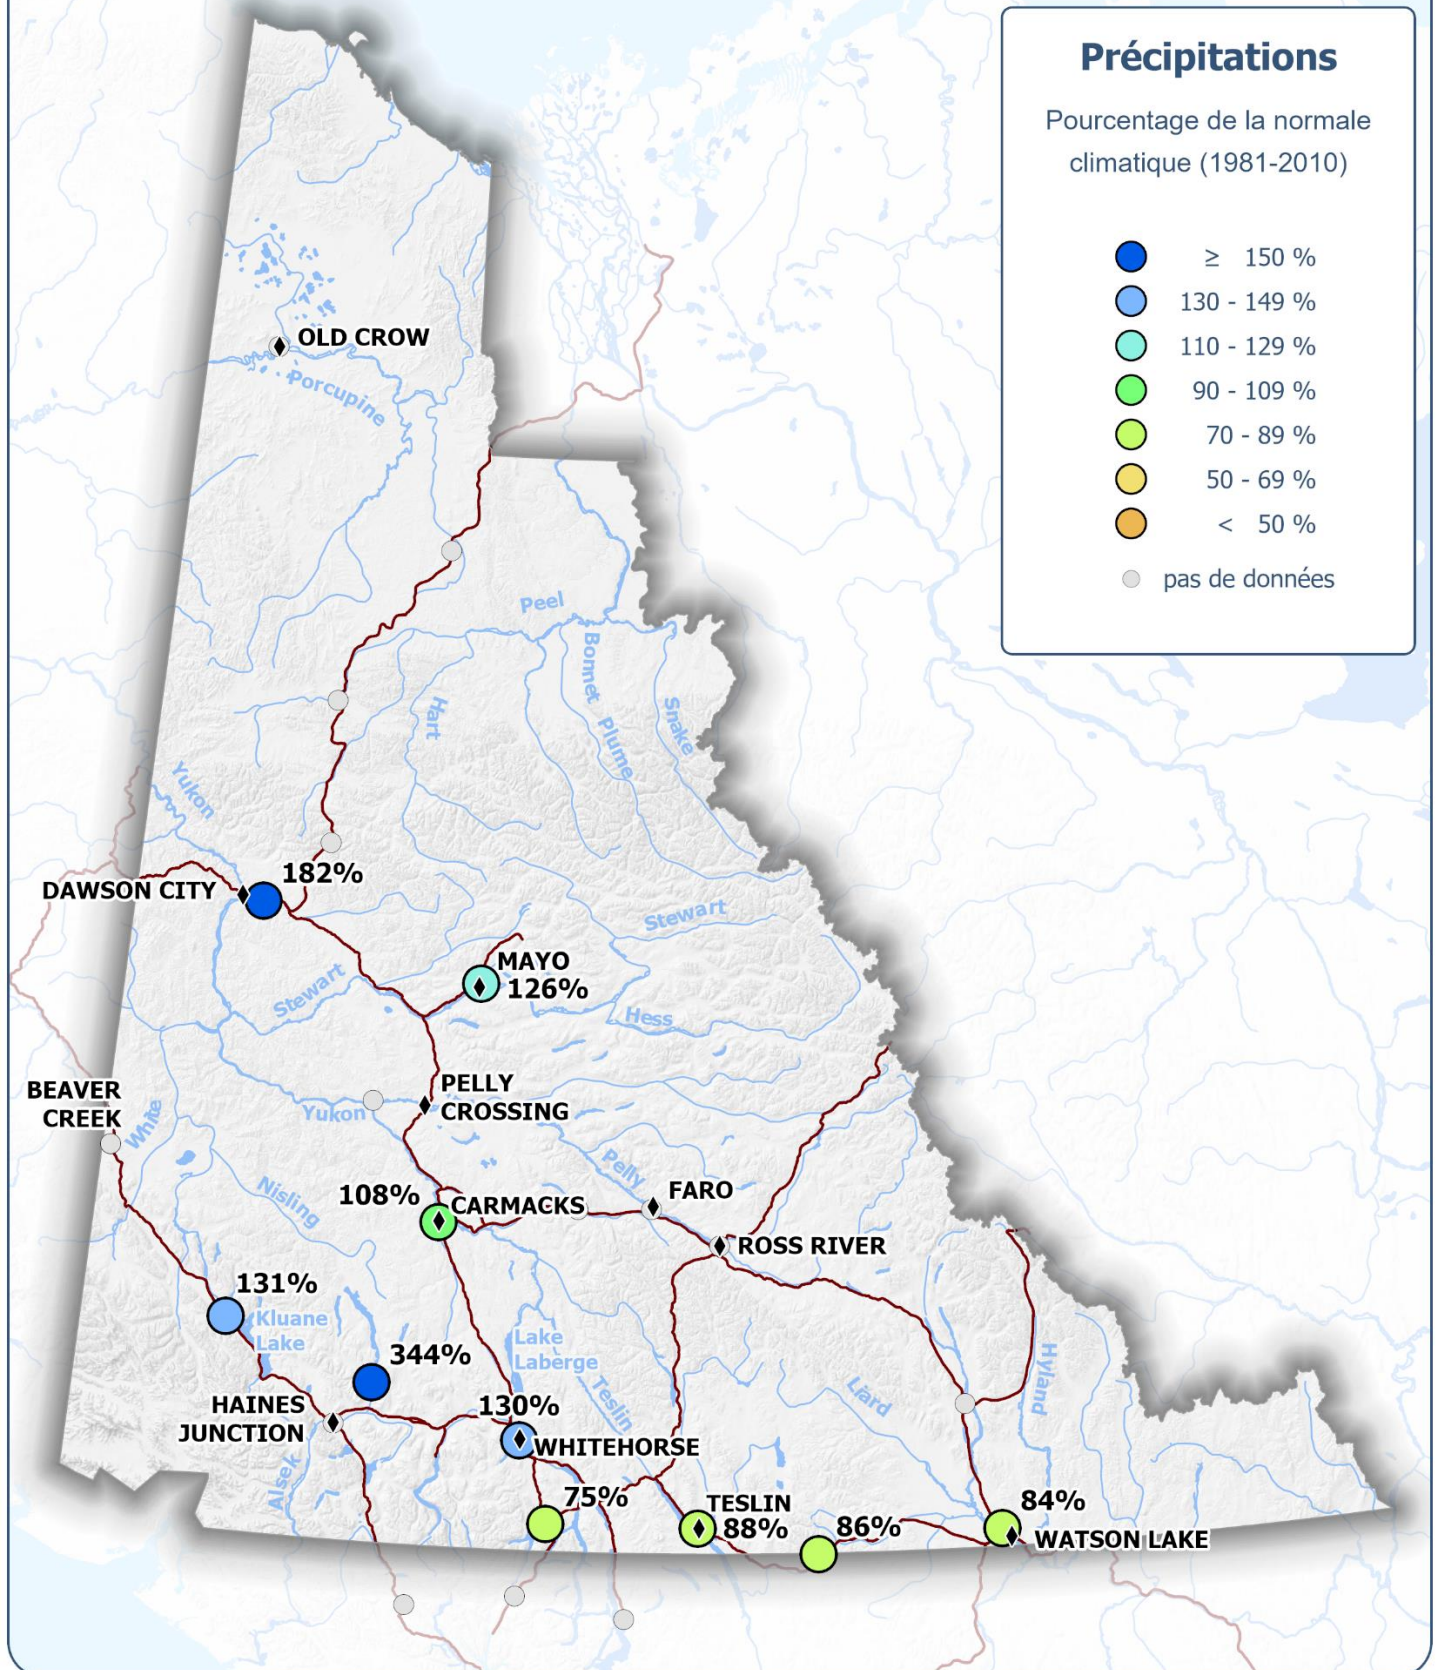 Précipitations
Pourcentage de la normale
climatique (1981-2010)
≥ 150 %
130 - 149 %
110 - 129 %
90 - 109 %
70 - 89 %
50 - 69 %
< 50 %
pas de données
OLD CROW
Porcupine
Peel
Bonnet
Plume
Hart
Snake
Yukon
182%
DAWSON CITY
Stewart
MAYO
126%
Stewart
Hess
BEAVER
CREEK
White
PELLY
CROSSING
Yukon
Pelly
FARO
Nisling
108%
CARMACKS
ROSS RIVER
131%
Kluane
Lake
344%
Lake
Laberge
Teslin
Liard
Hyland
HAINES
JUNCTION
130%
WHITEHORSE
Alsek
75%
TESLIN
88%
86%
84%
WATSON LAKE